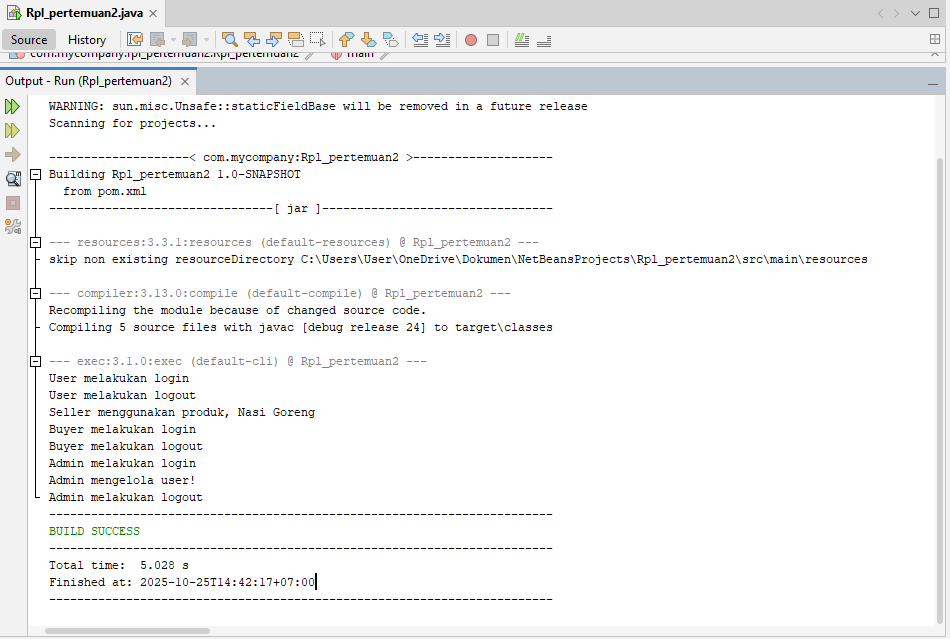 Rpl_pertemuan2.java
Source History
com.mycompany.rpl_pertemuan2.Rpl_pertemuan2 main
Output - Run (Rpl_pertemuan2)
WARNING: sun.misc.Unsafe::staticFieldBase will be removed in a future release
Scanning for projects...
--------------------< com.mycompany:Rpl_pertemuan2 >--------------------
Building Rpl_pertemuan2 1.0-SNAPSHOT
from pom.xml
--------------------------------[ jar ]---------------------------------
--- resources:3.3.1:resources (default-resources) @ Rpl_pertemuan2 ---
skip non existing resourceDirectory C:\Users\User\OneDrive\Dokumen\NetBeansProjects\Rpl_pertemuan2\src\main\resources
--- compiler:3.13.0:compile (default-compile) @ Rpl_pertemuan2 ---
Recompiling the module because of changed source code.
Compiling 5 source files with javac [debug release 24] to target\classes
--- exec:3.1.0:exec (default-cli) @ Rpl_pertemuan2 ---
User melakukan login
User melakukan logout
Seller menggunakan produk, Nasi Goreng
Buyer melakukan login
Buyer melakukan logout
Admin melakukan login
Admin mengelola user!
Admin melakukan logout
------------------------------------------------------------------------
BUILD SUCCESS
------------------------------------------------------------------------
Total time:  5.028 s
Finished at: 2025-10-25T14:42:17+07:00
------------------------------------------------------------------------